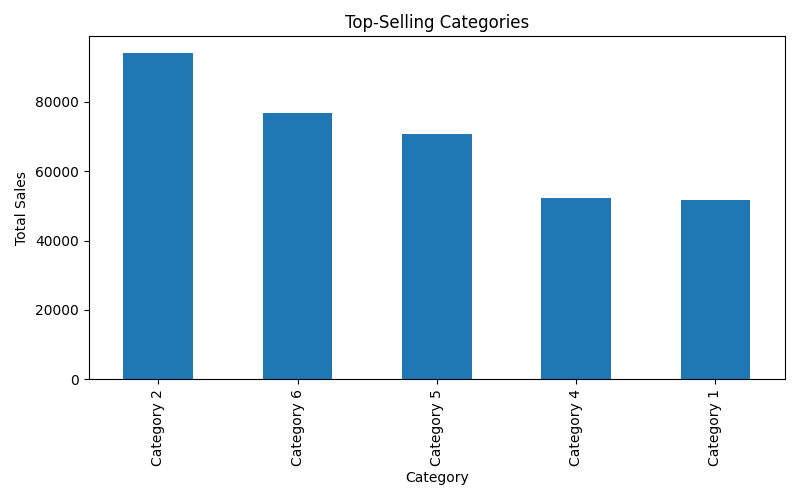 Top-Selling Categories
Total Sales
80000
60000
40000
20000
0
Category 2
Category 6
Category 5
Category 4
Category 1
Category